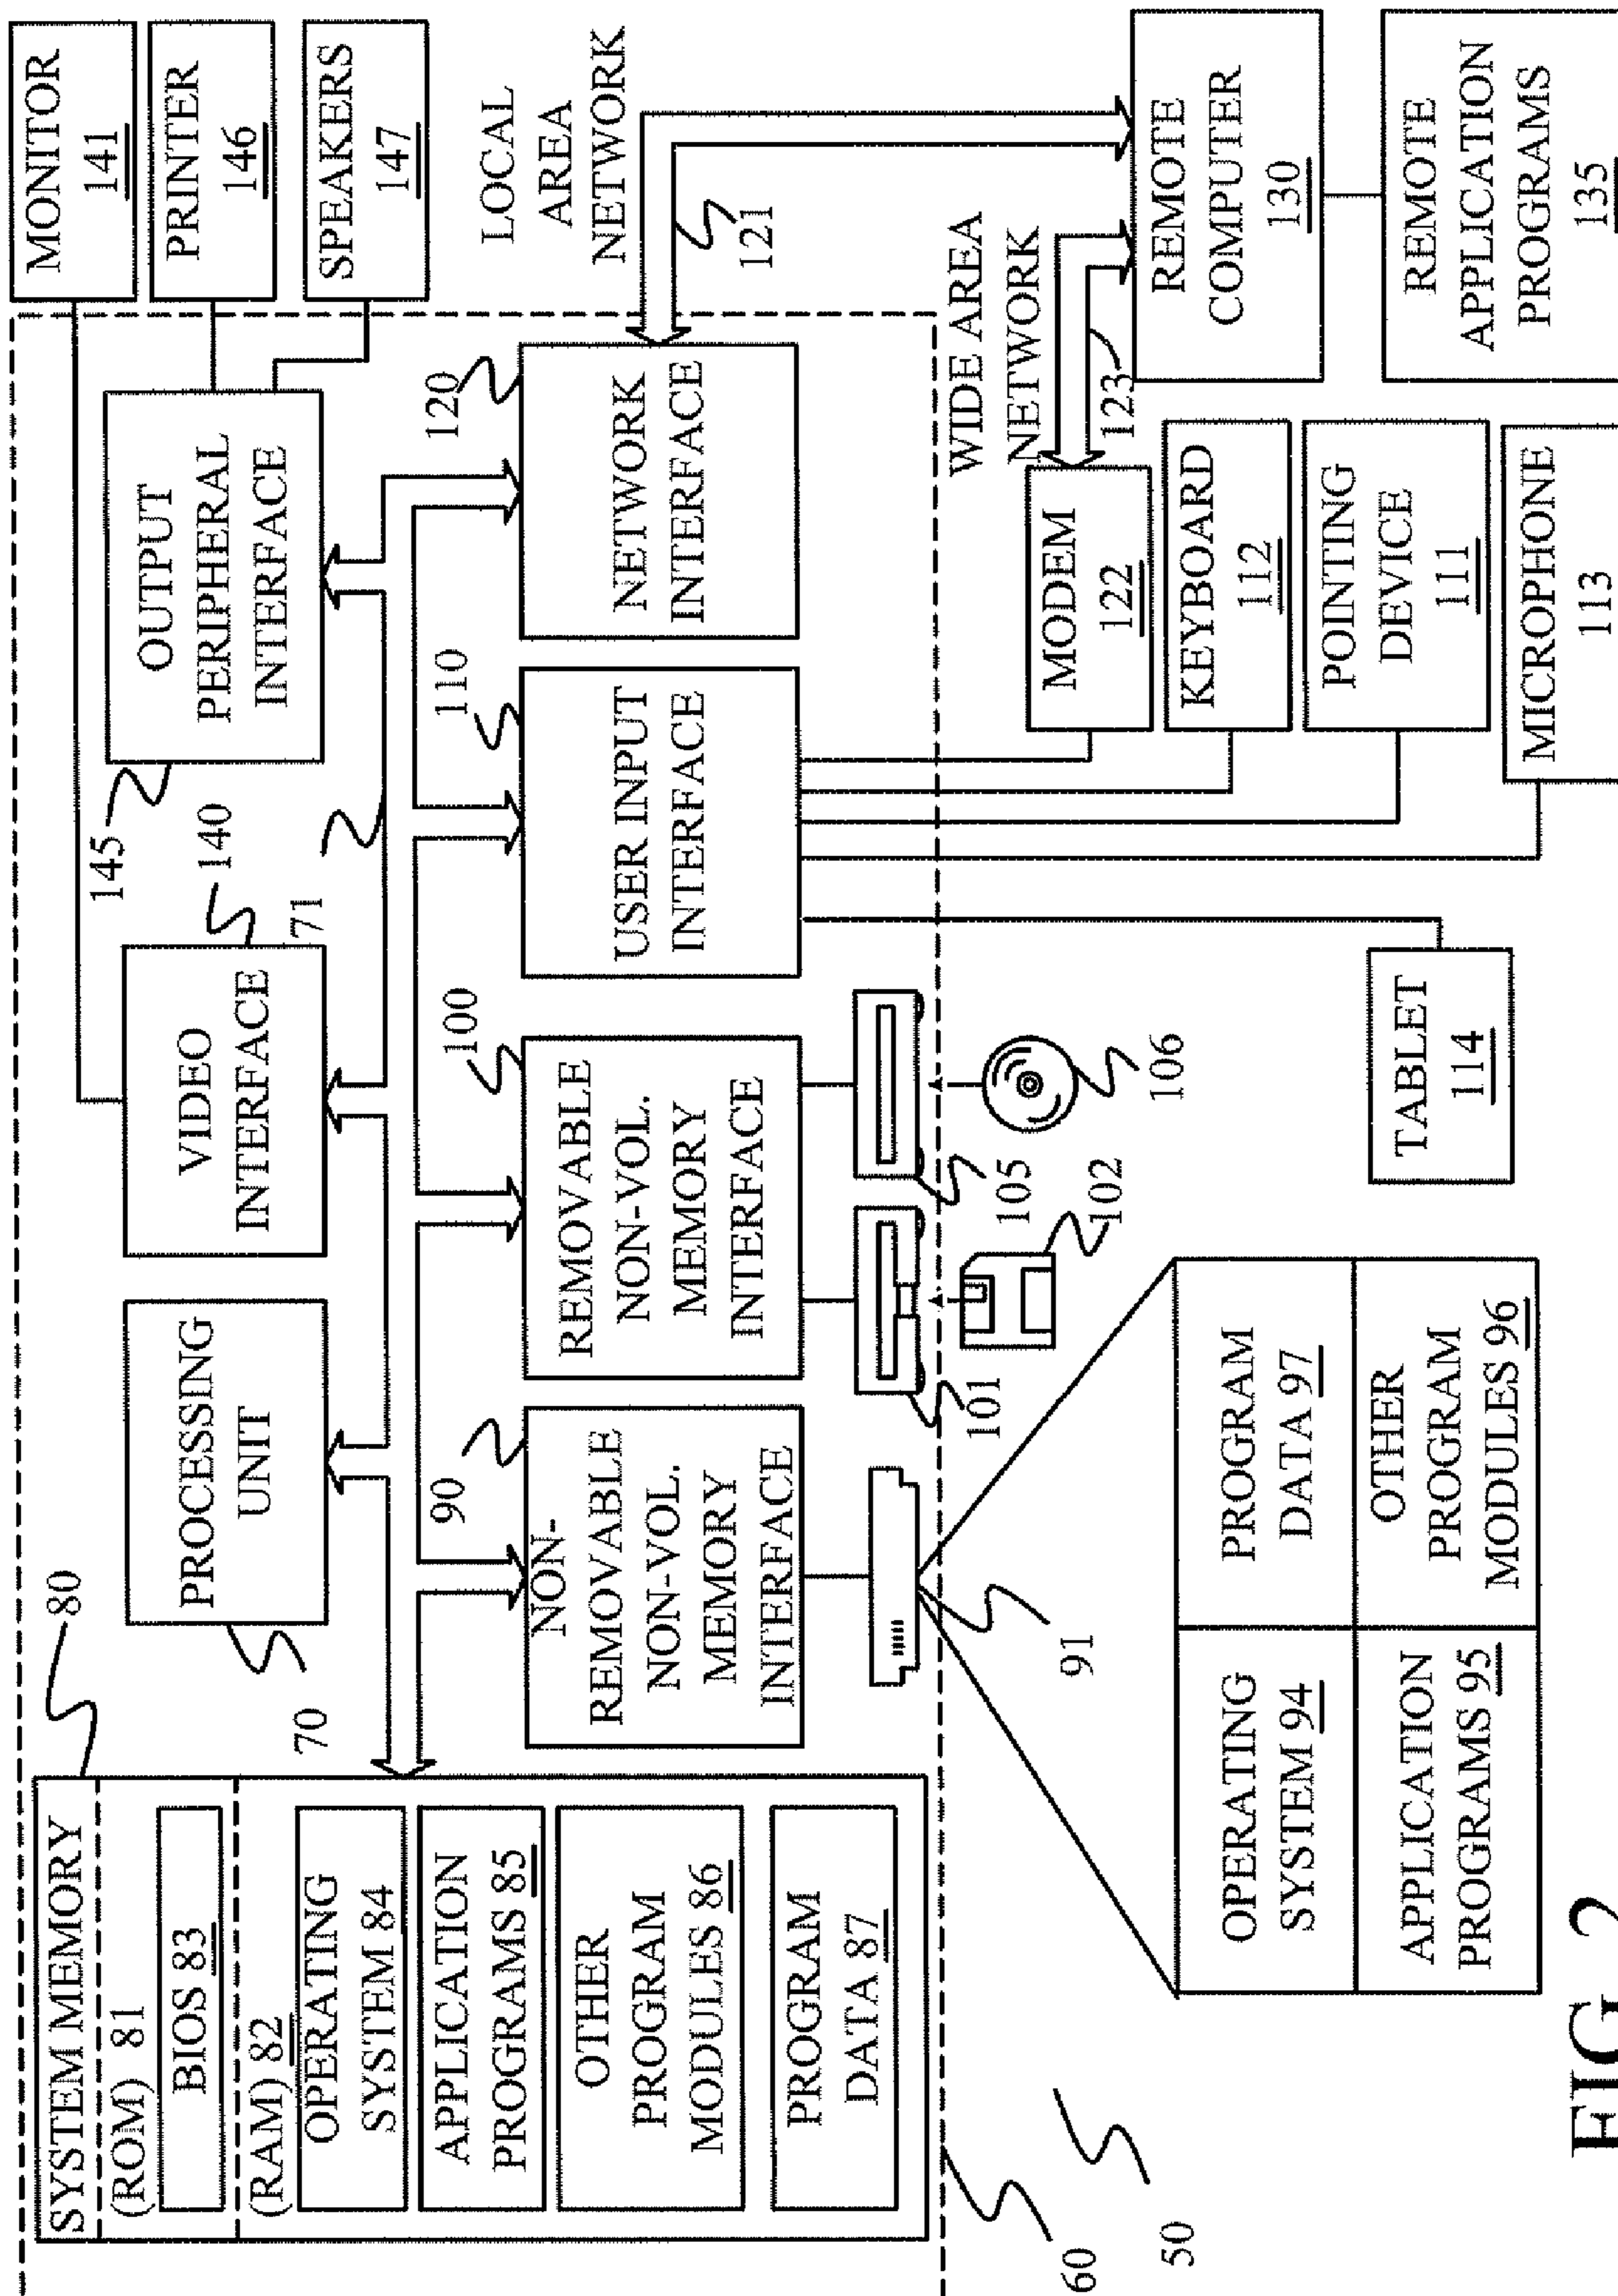 SYSTEM MEMORY
80
(ROM) 81
BIOS 83
(RAM) 82
OPERATING
SYSTEM 84
APPLICATION
PROGRAMS 85
OTHER
PROGRAM
MODULES 86
PROGRAM
DATA 87
PROCESSING
UNIT
70
VIDEO
INTERFACE
140
71
OUTPUT
PERIPHERAL
INTERFACE
145
MONITOR
141
PRINTER
146
SPEAKERS
147
90
NON-
REMOVABLE
NON-VOL.
MEMORY
INTERFACE
100
REMOVABLE
NON-VOL.
MEMORY
INTERFACE
110
USER INPUT
INTERFACE
120
NETWORK
INTERFACE
LOCAL
AREA
NETWORK
121
WIDE AREA
NETWORK
123
91
101
105
102
106
MODEM
122
KEYBOARD
112
POINTING
DEVICE
111
MICROPHONE
113
TABLET
114
REMOTE
COMPUTER
130
REMOTE
APPLICATION
PROGRAMS
135
OPERATING
SYSTEM 94
PROGRAM
DATA 97
APPLICATION
PROGRAMS 95
OTHER
PROGRAM
MODULES 96
60
50
FIG. 2